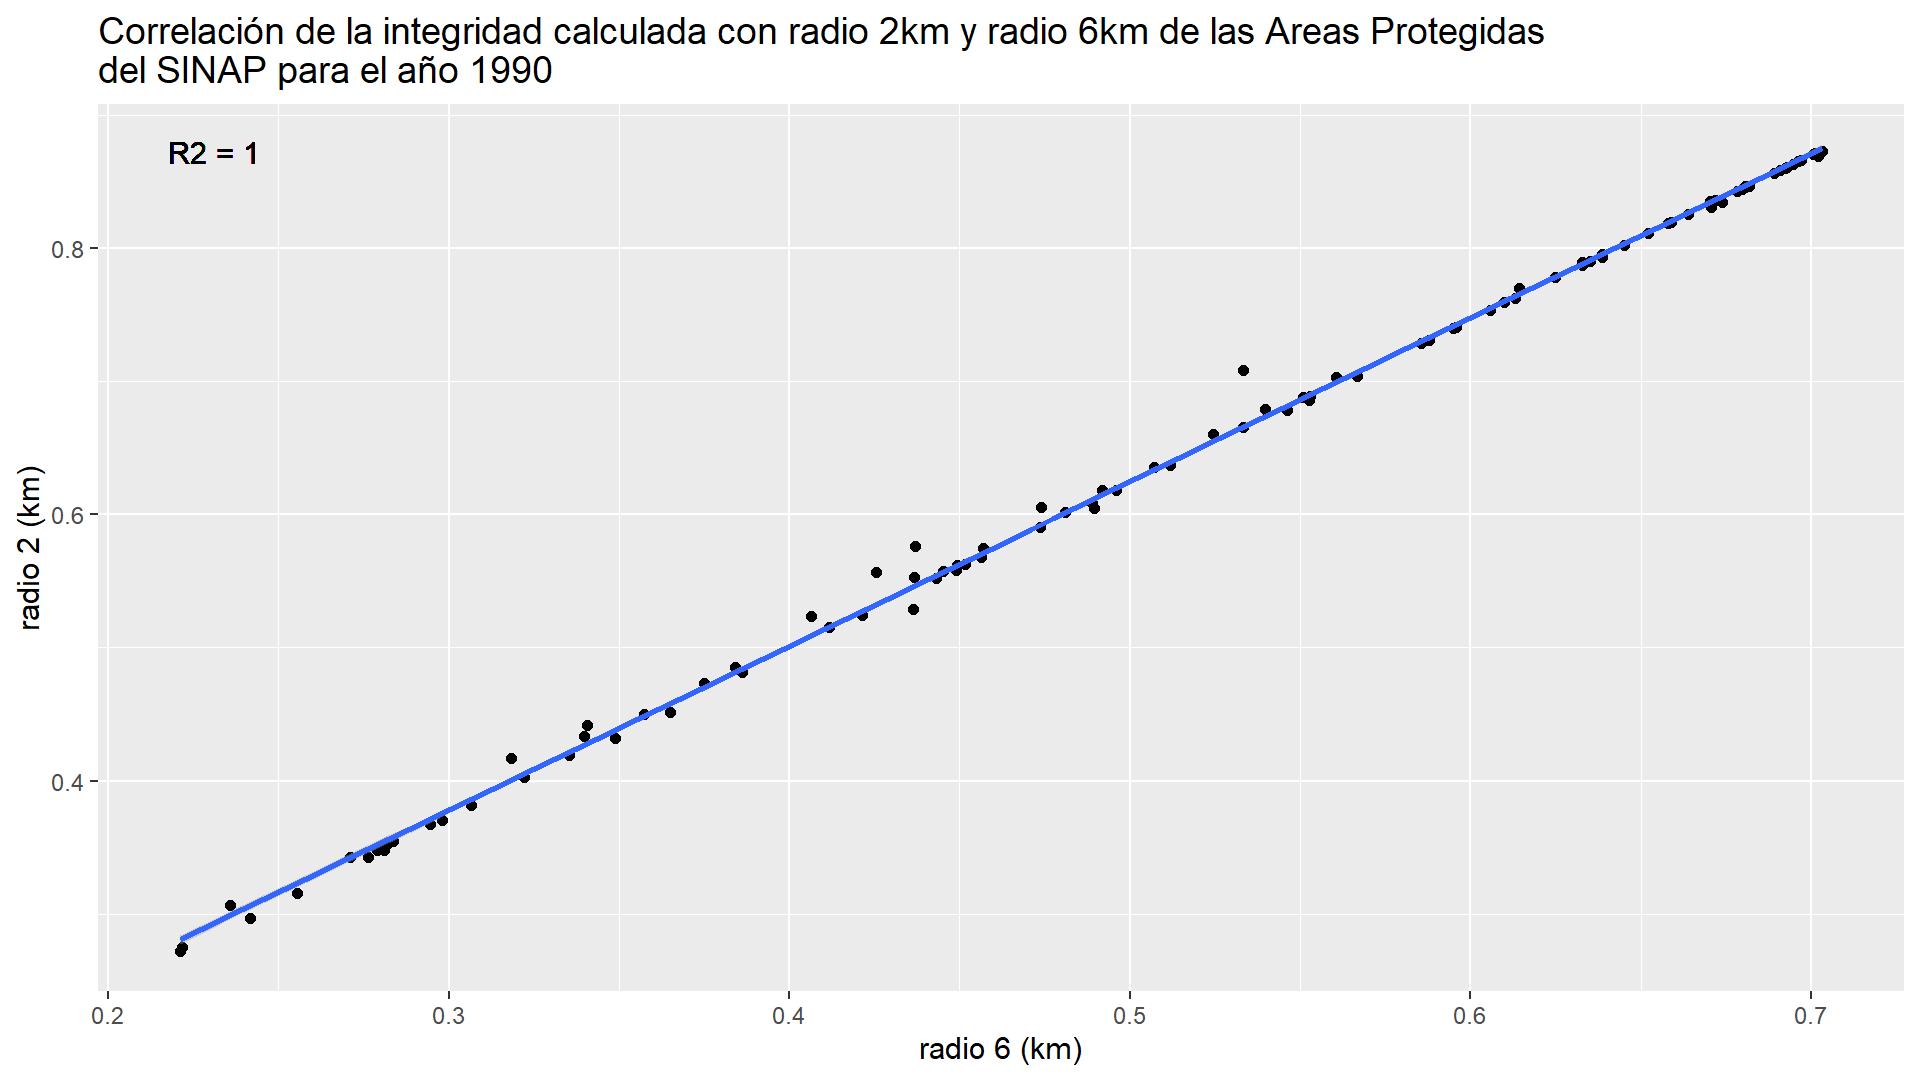 Correlación de la integridad calculada con radio 2km y radio 6km de las Areas Protegidas
del SINAP para el año 1990
R2 = 1
radio 2 (km)
0.8
0.6
0.4
0.2
0.3
0.4
0.5
0.6
0.7
radio 6 (km)